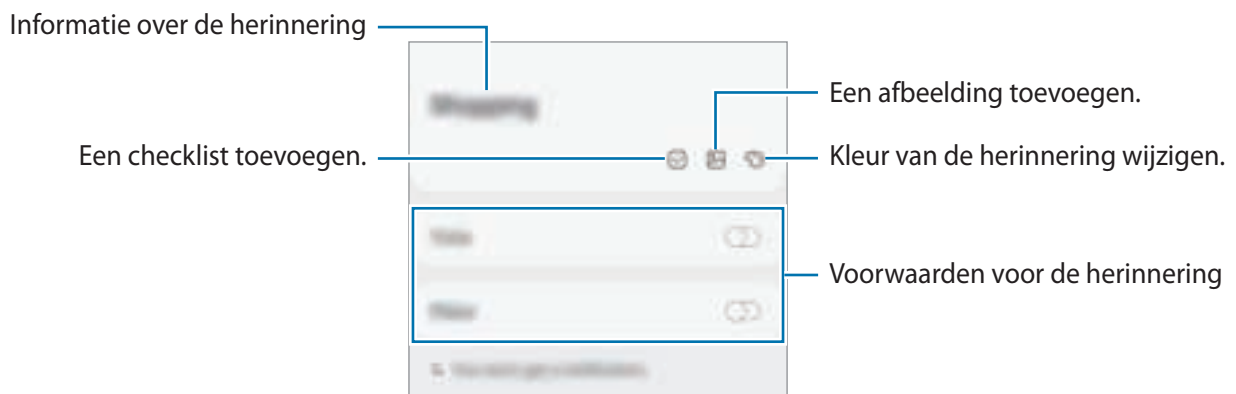 Informatie over de herinnering
Een afbeelding toevoegen.
Een checklist toevoegen.
Kleur van de herinnering wijzigen.
Voorwaarden voor de herinnering